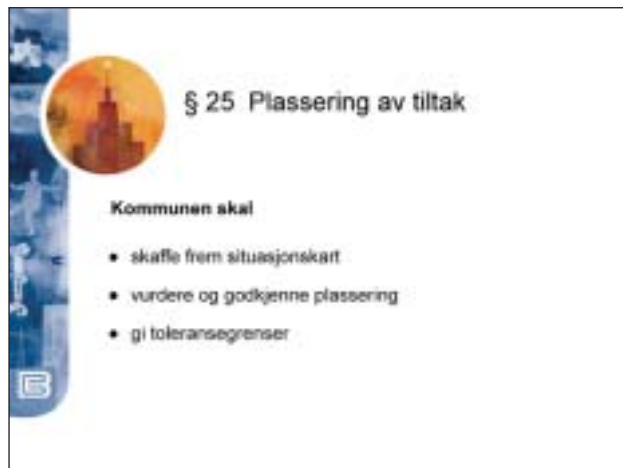 § 25 Plassering av tiltak
Kommunen skal
• skaffe frem situasjonskart
• vurdere og godkjenne plassering
• gi toleransegrenser